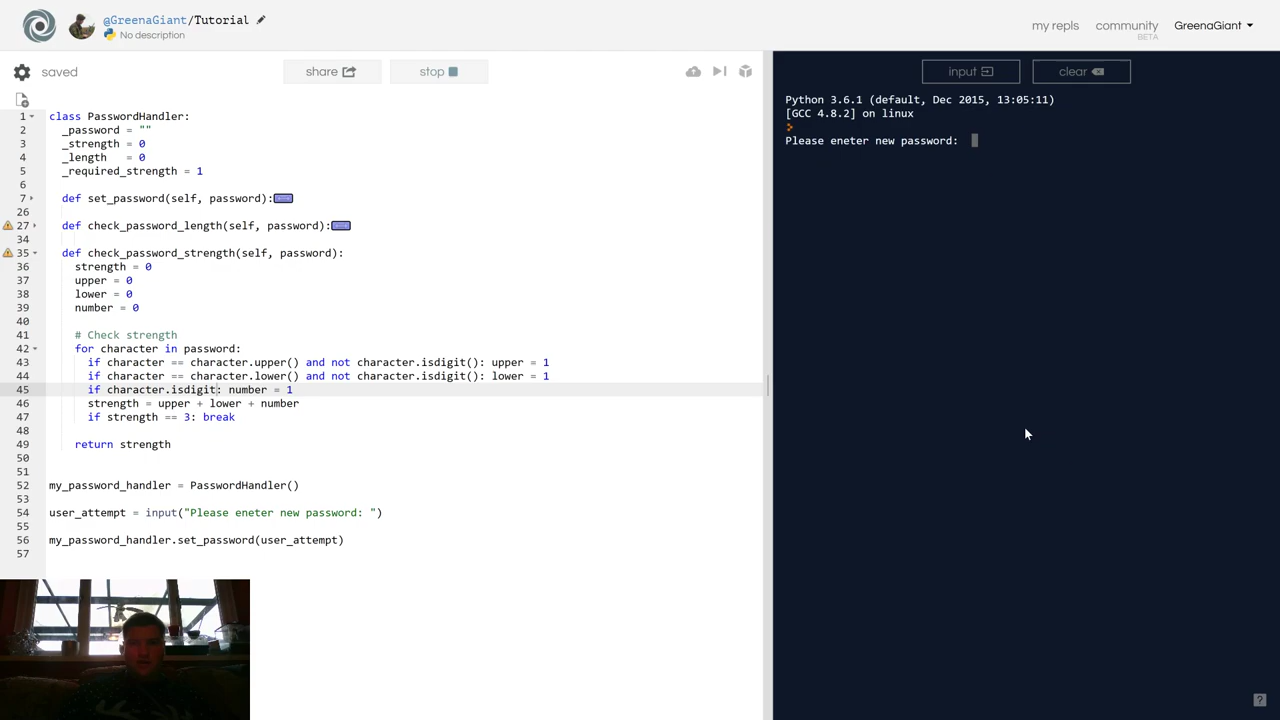 @GreenaGiant/Tutorial
No description
my repls
community
BETA
GreenaGiant
saved
share
stop
1 class PasswordHandler:
2 _password = ""
3 _strength = 0
4 _length   = 0
5 _required_strength = 1
6
7 def set_password(self, password):
26
27 def check_password_length(self, password):
34
35 def check_password_strength(self, password):
36 strength = 0
37 upper = 0
38 lower = 0
39 number = 0
40
41 # Check strength
42 for character in password:
43 if character == character.upper() and not character.isdigit(): upper = 1
44 if character == character.lower() and not character.isdigit(): lower = 1
45 if character.isdigit: number = 1
46 strength = upper + lower + number
47 if strength == 3: break
48
49 return strength
50
51
52 my_password_handler = PasswordHandler()
53
54 user_attempt = input("Please eneter new password: ")
55
56 my_password_handler.set_password(user_attempt)
57
input
clear
Python 3.6.1 (default, Dec 2015, 13:05:11)
[GCC 4.8.2] on linux
Please eneter new password:
?